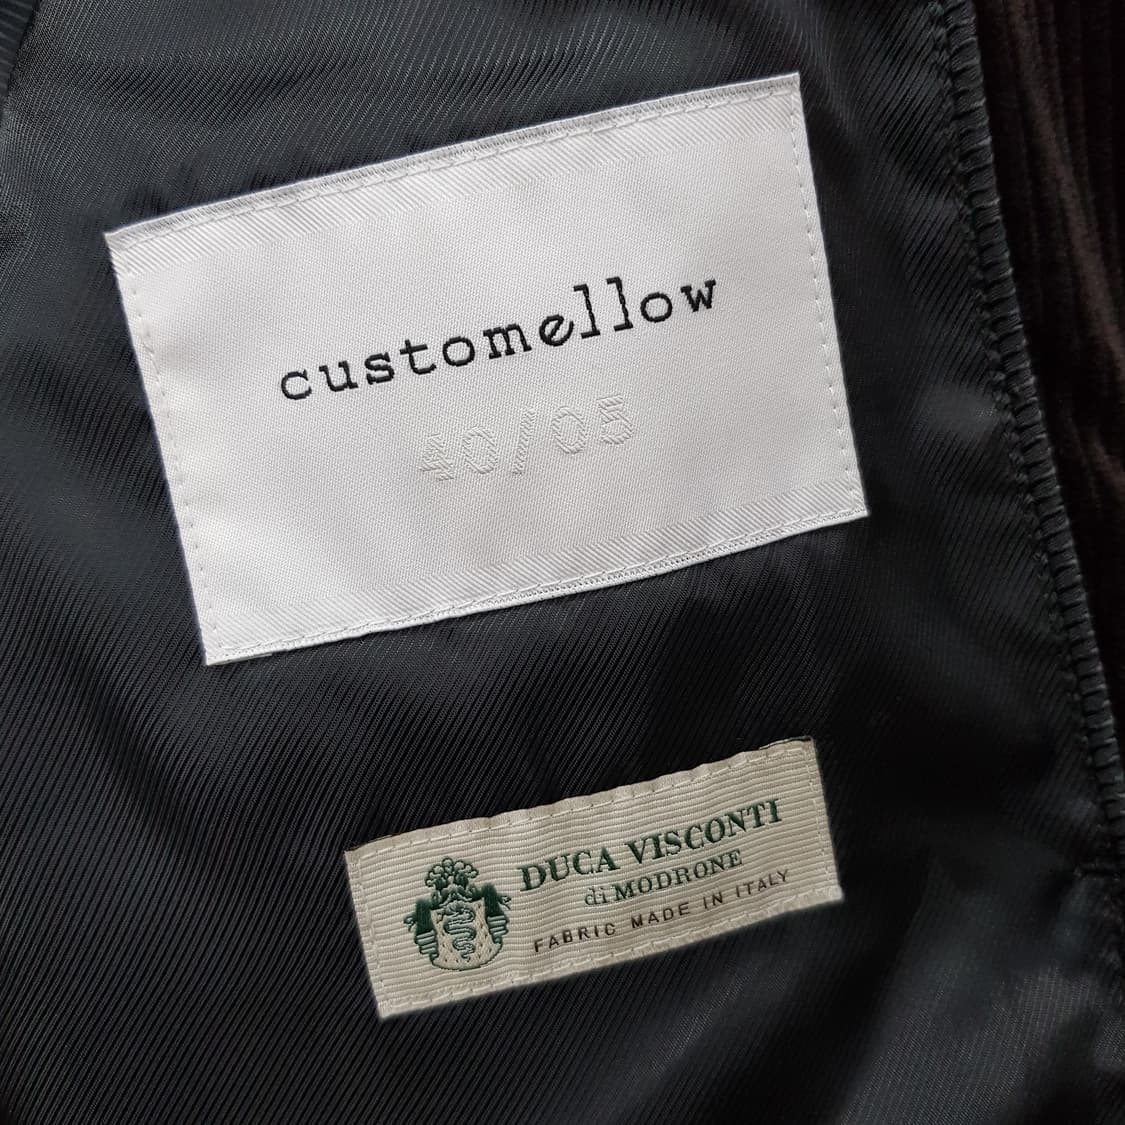 customellow
40/05
DUCA VISCONTI
di MODRONE
FABRIC MADE IN ITALY